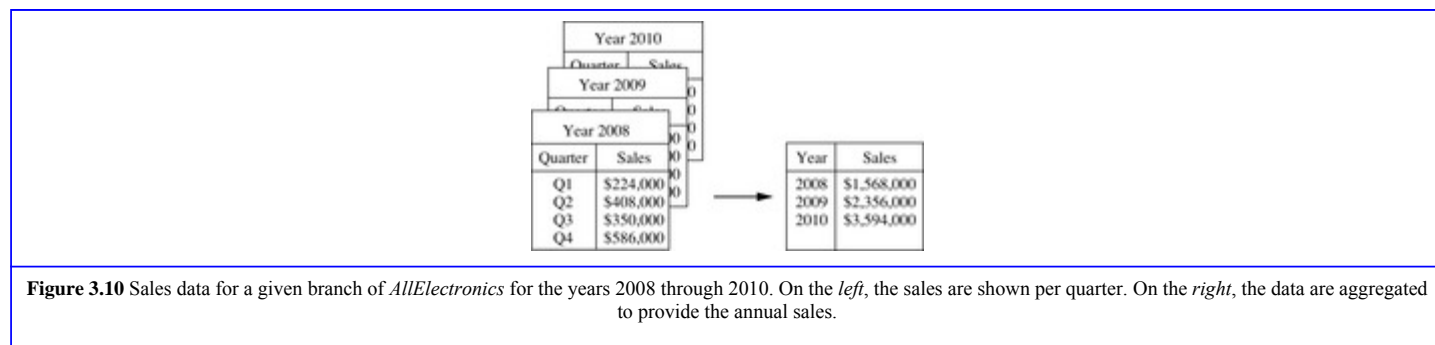 Year 2010
Quarter Sales
Year 2009
Year 2008
Quarter Sales
Q1 $224,000
Q2 $408,000
Q3 $350,000
Q4 $586,000
Year Sales
2008 $1,568,000
2009 $2,356,000
2010 $3,594,000
Figure 3.10 Sales data for a given branch of AllElectronics for the years 2008 through 2010. On the left, the sales are shown per quarter. On the right, the data are aggregated
to provide the annual sales.